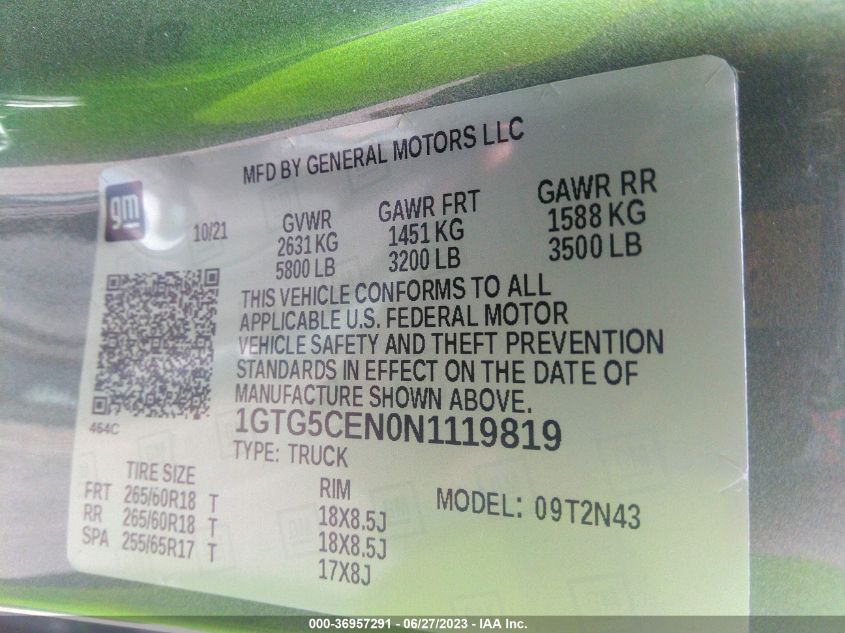 MFD BY GENERAL MOTORS LLC
gm
10/21
GVWR GAWR FRT GAWR RR
2631 KG 1451 KG 1588 KG
5800 LB 3200 LB 3500 LB
THIS VEHICLE CONFORMS TO ALL
APPLICABLE U.S. FEDERAL MOTOR
VEHICLE SAFETY AND THEFT PREVENTION
STANDARDS IN EFFECT ON THE DATE OF
MANUFACTURE SHOWN ABOVE.
464C
1GTG5CEN0N1119819
TYPE: TRUCK
TIRE SIZE RIM MODEL: 09T2N43
FRT 265/60R18 T 18X8.5J
RR 265/60R18 T 18X8.5J
SPA 255/65R17 T 17X8J
000-36957291 - 06/27/2023 - IAA Inc.